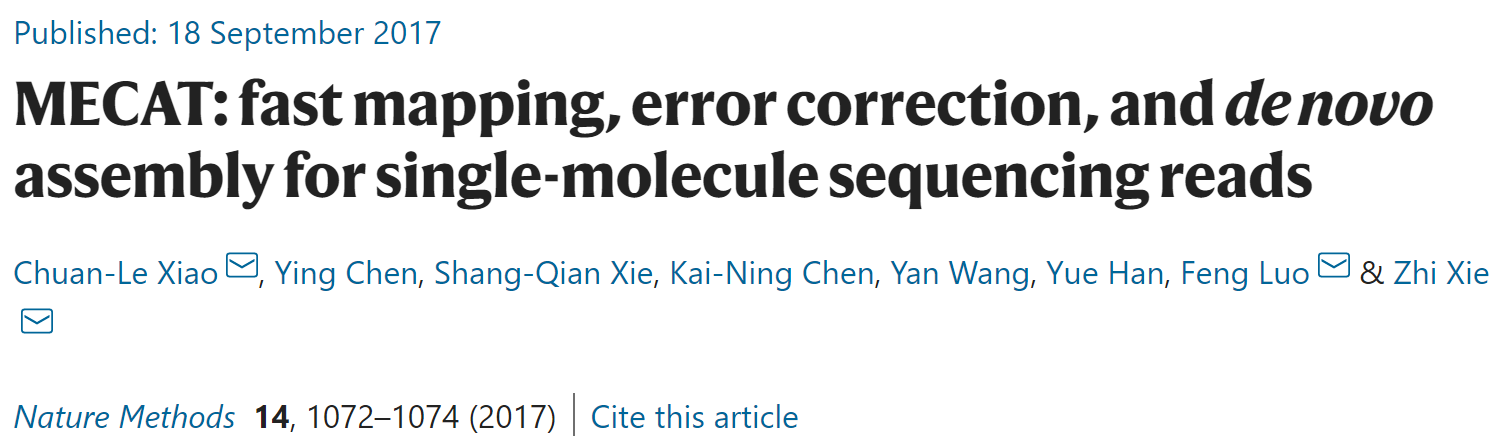 Published: 18 September 2017
MECAT: fast mapping, error correction, and de novo
assembly for single-molecule sequencing reads
Chuan-Le Xiao, Ying Chen, Shang-Qian Xie, Kai-Ning Chen, Yan Wang, Yue Han, Feng Luo & Zhi Xie
Nature Methods 14, 1072–1074 (2017) | Cite this article